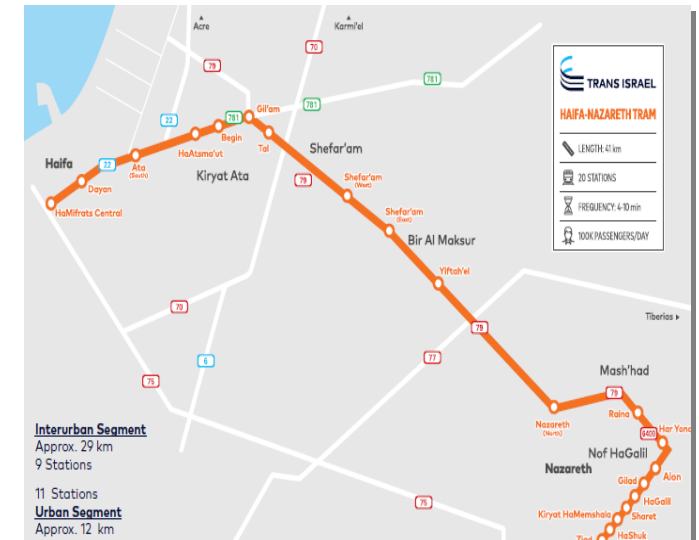 Acre
Karmi'el
70
79
781
781
22
781
Gil'am
Begin
Tal
HaAtsma'ut
Shefar'am
Haifa
22
Ata
(South)
Kiryat Ata
79
Shefar'am
(West)
Dayan
HaMifrats Central
Shefar'am
(East)
Bir Al Maksur
Yiftah'el
70
79
6
77
75
Tiberias
Mash'had
79
Raina
Nazareth
(North)
6400
Har Yona
Nof HaGalil
Nazareth
Alon
Gilad
HaGalil
75
Kiryat HaMemshala
Sharet
HaShuk
TRANS ISRAEL
HAIFA-NAZARETH TRAM
LENGTH: 41 km
20 STATIONS
FREQUENCY: 4-10 min
100K PASSENGERS/DAY
Interurban Segment
Approx. 29 km
9 Stations
11 Stations
Urban Segment
Approx. 12 km